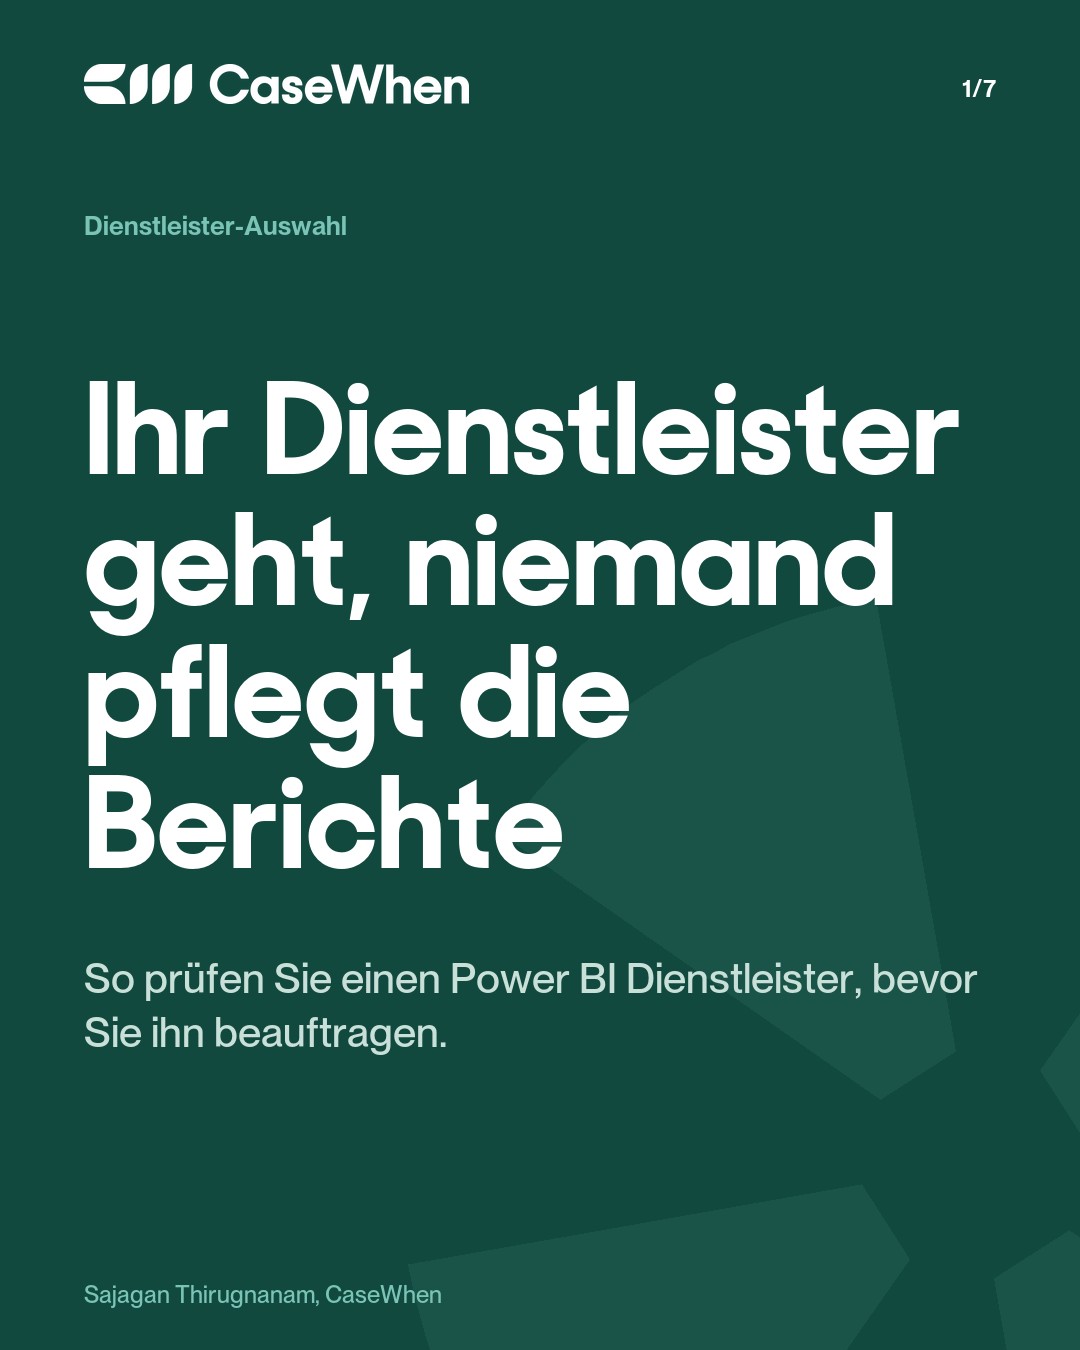 CaseWhen
1/7
Dienstleister-Auswahl
Ihr Dienstleister
geht, niemand
pflegt die
Berichte
So prüfen Sie einen Power BI Dienstleister, bevor
Sie ihn beauftragen.
Sajagan Thirugnanam, CaseWhen